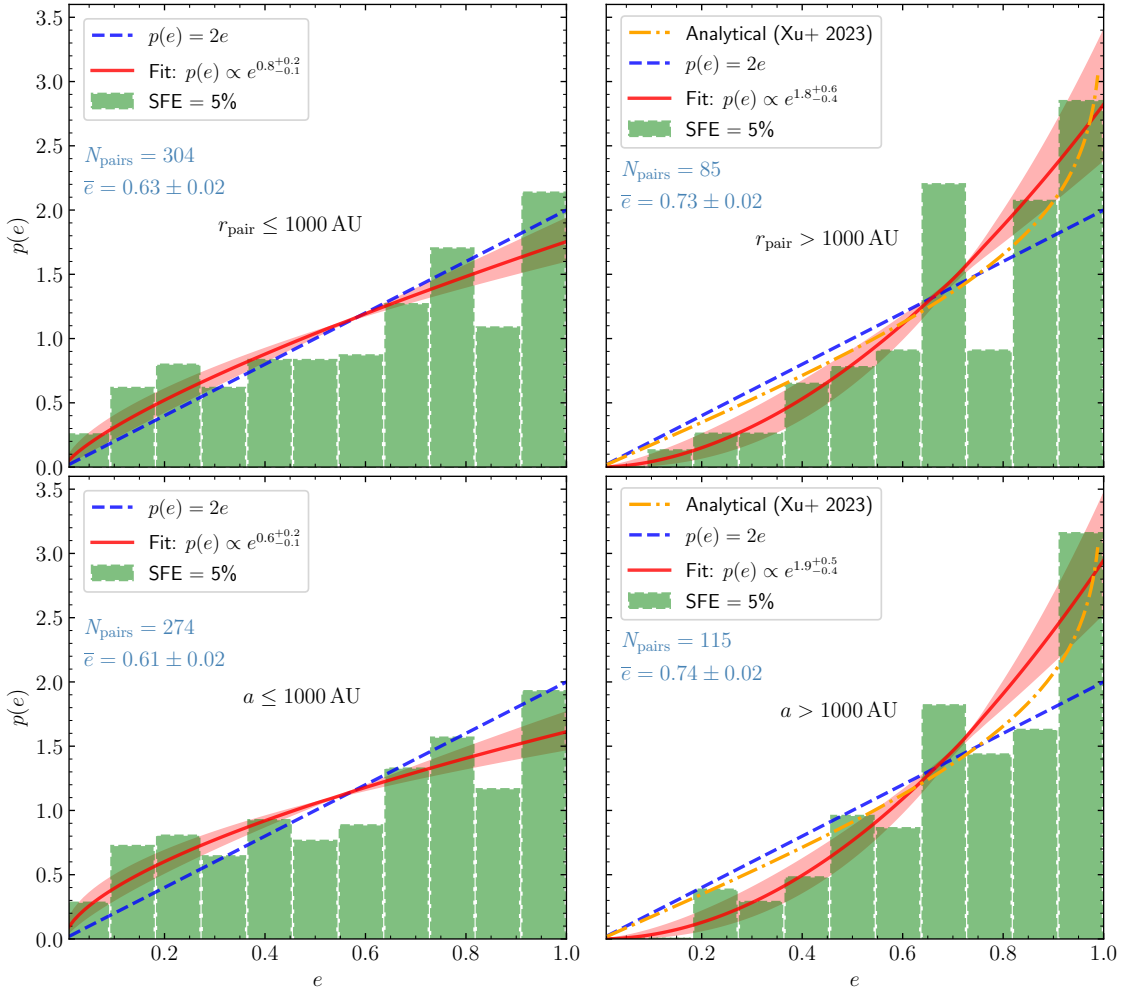 3.5
3.0
2.5
2.0
1.5
1.0
0.5
0.0
p(e)
p(e) = 2e
Fit: p(e) ∝ e^{0.8^{+0.2}_{-0.1}}
SFE = 5%
N_pairs = 304
e̅ = 0.63 ± 0.02
r_pair ≤ 1000 AU
Analytical (Xu+ 2023)
p(e) = 2e
Fit: p(e) ∝ e^{1.8^{+0.6}_{-0.4}}
SFE = 5%
N_pairs = 85
e̅ = 0.73 ± 0.02
r_pair > 1000 AU
3.5
3.0
2.5
2.0
1.5
1.0
0.5
0.0
p(e)
p(e) = 2e
Fit: p(e) ∝ e^{0.6^{+0.2}_{-0.1}}
SFE = 5%
N_pairs = 274
e̅ = 0.61 ± 0.02
a ≤ 1000 AU
0.2 0.4 0.6 0.8 1.0
e
Analytical (Xu+ 2023)
p(e) = 2e
Fit: p(e) ∝ e^{1.9^{+0.5}_{-0.4}}
SFE = 5%
N_pairs = 115
e̅ = 0.74 ± 0.02
a > 1000 AU
0.2 0.4 0.6 0.8 1.0
e